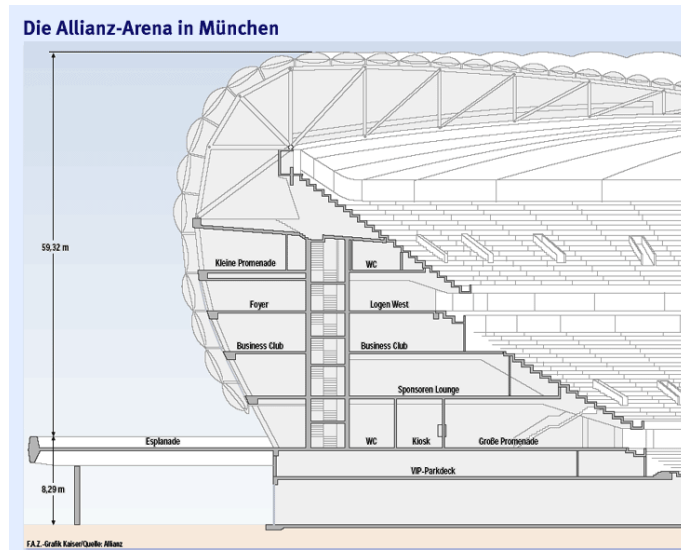 Die Allianz-Arena in München
59,32 m
Kleine Promenade
WC
Foyer
Logen West
Business Club
Business Club
Sponsoren Lounge
Esplanade
WC
Kiosk
Große Promenade
VIP-Parkdeck
8,29 m
F.A.Z.-Grafik Kaiser/Quelle: Allianz